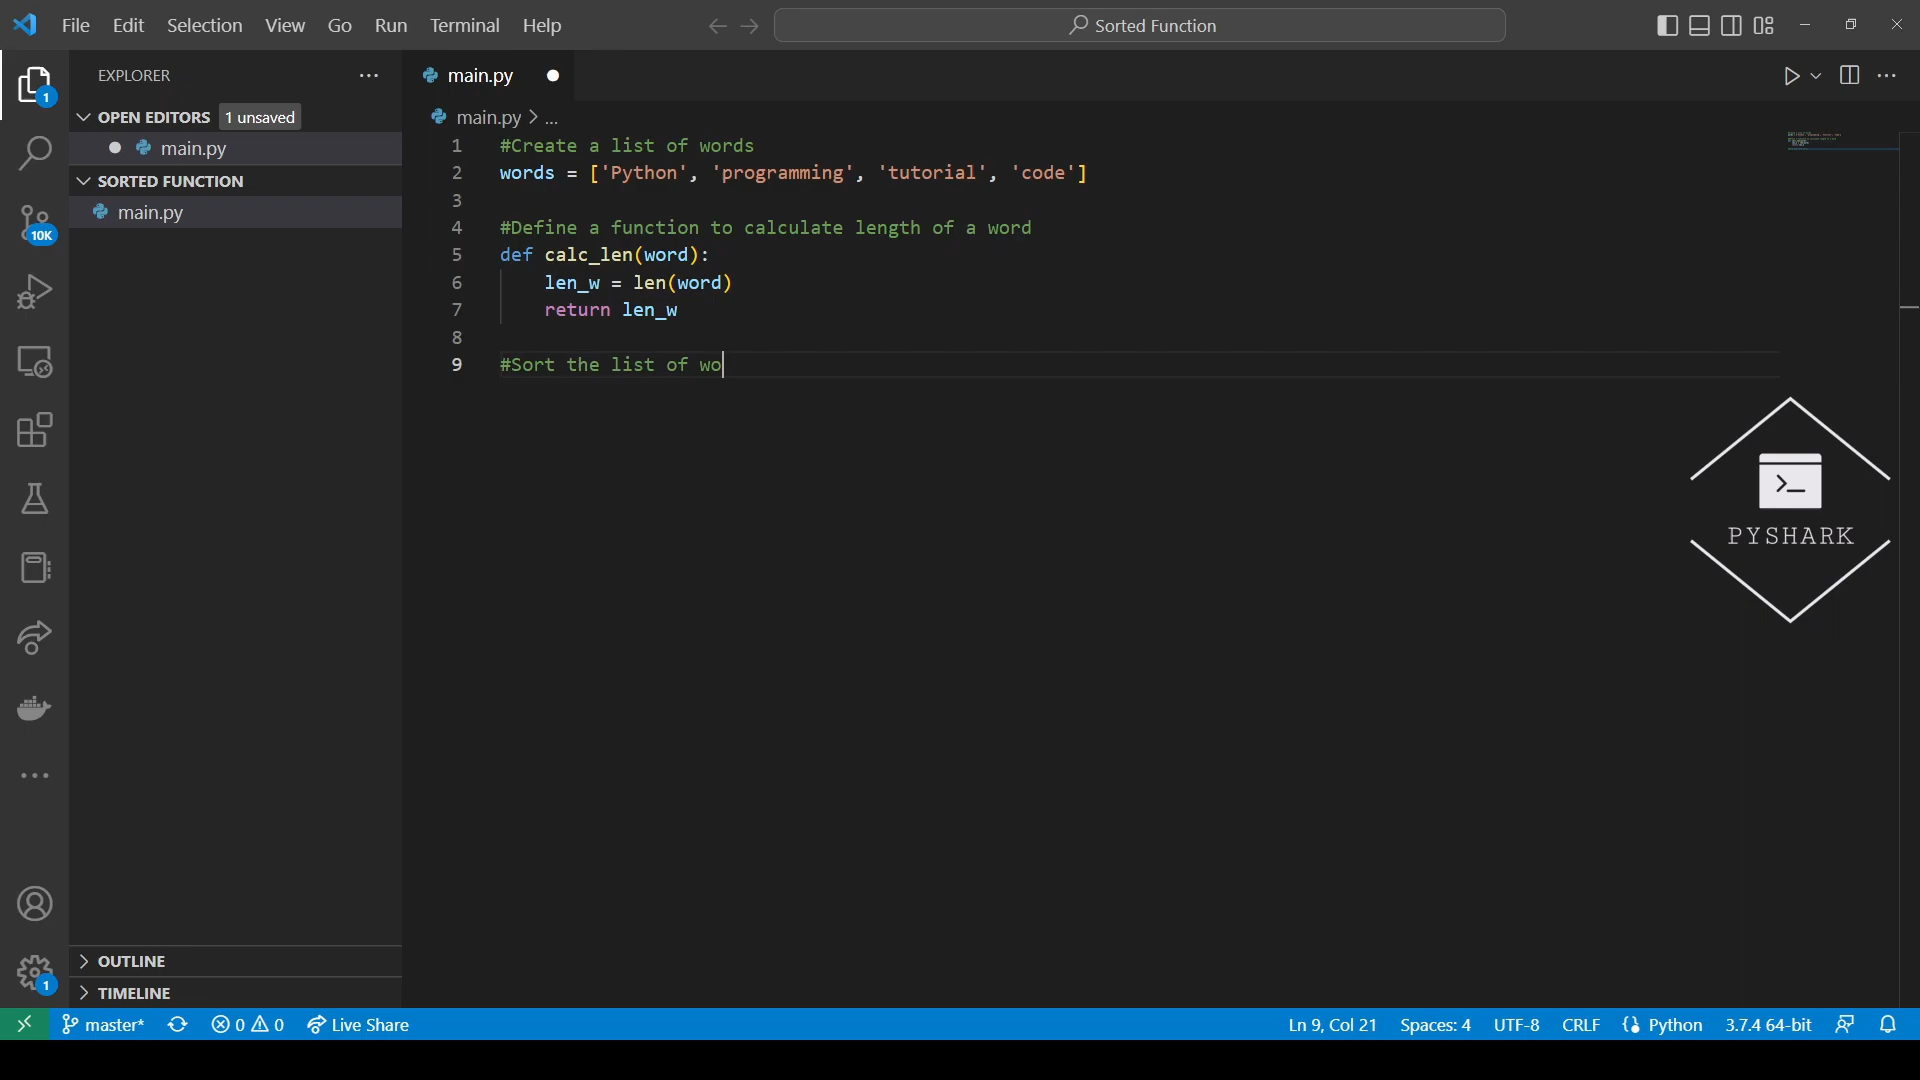 File Edit Selection View Go Run Terminal Help
Sorted Function
EXPLORER
OPEN EDITORS 1 unsaved
main.py
SORTED FUNCTION
main.py
OUTLINE
TIMELINE
1
10K
1
main.py
main.py > ...
1 #Create a list of words
2 words = ['Python', 'programming', 'tutorial', 'code']
3
4 #Define a function to calculate length of a word
5 def calc_len(word):
6 len_w = len(word)
7 return len_w
8
9 #Sort the list of wo
>_
PYSHARK
master* 0 0 Live Share
Ln 9, Col 21 Spaces: 4 UTF-8 CRLF Python 3.7.4 64-bit